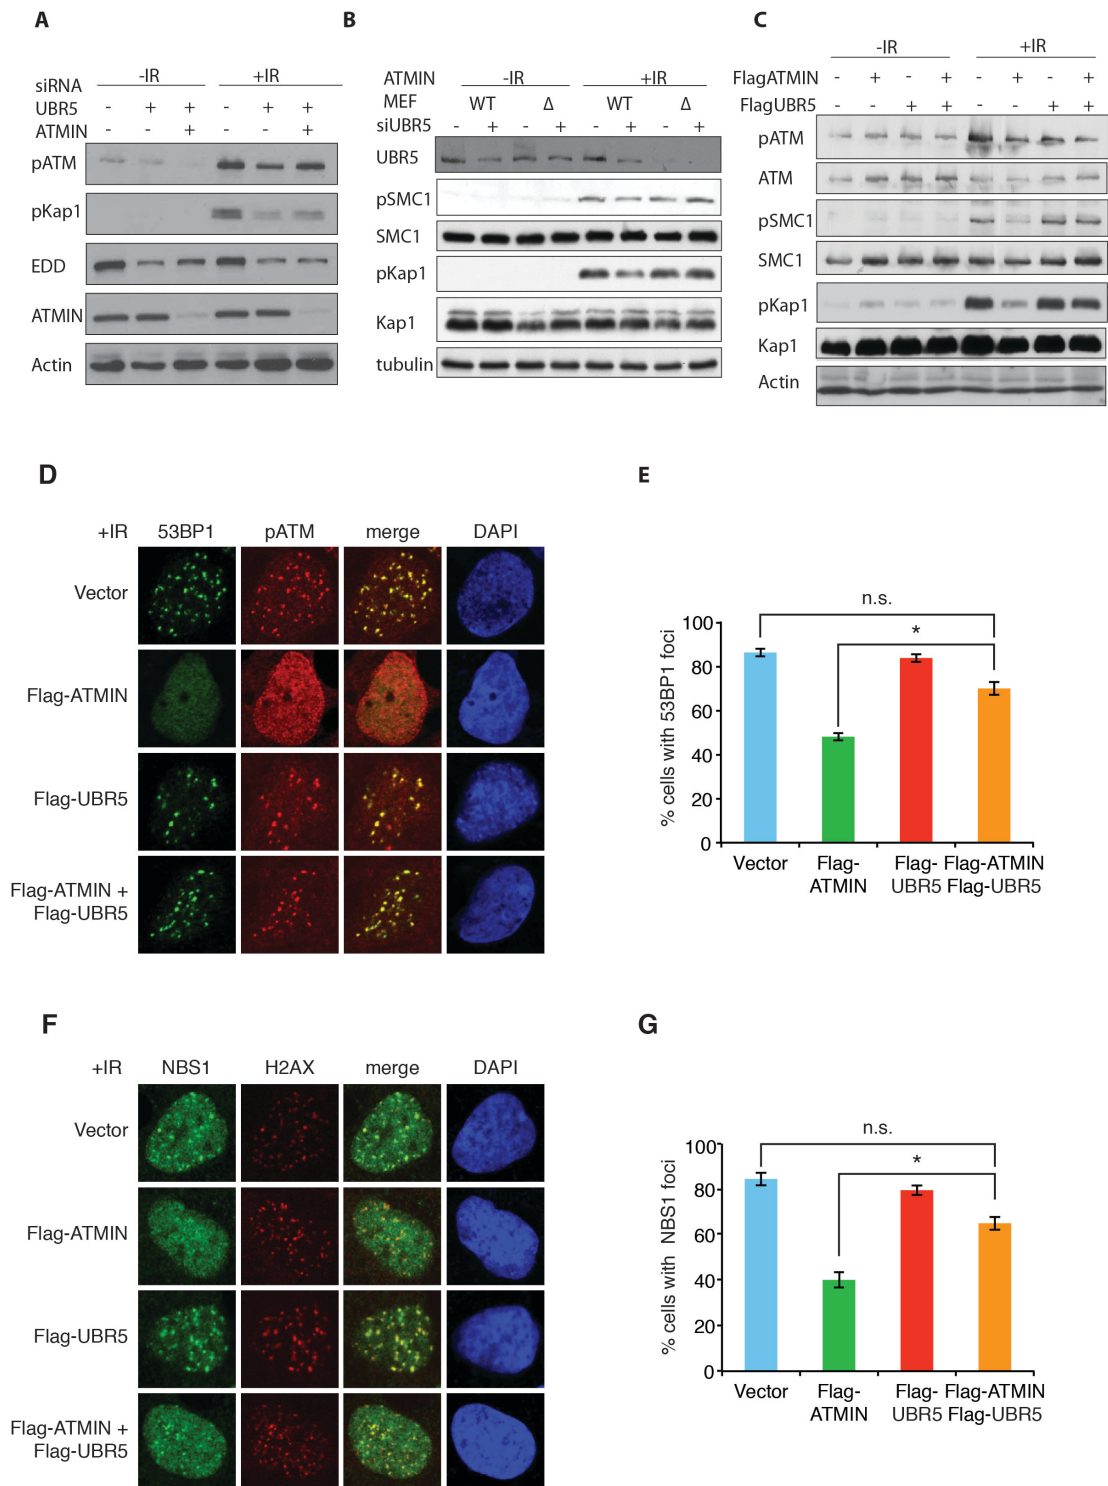 A
-IR +IR
siRNA
UBR5 - + + - + +
ATMIN - - + - - +
pATM
pKap1
EDD
ATMIN
Actin
B
ATMIN -IR +IR
MEF WT Δ WT Δ
siUBR5 - + - + - + - +
UBR5
pSMC1
SMC1
pKap1
Kap1
tubulin
C
-IR +IR
FlagATMIN - + - + - + - +
FlagUBR5 - - + + - - + +
pATM
ATM
pSMC1
SMC1
pKap1
Kap1
Actin
D
+IR 53BP1 pATM merge DAPI
Vector
Flag-ATMIN
Flag-UBR5
Flag-ATMIN +
Flag-UBR5
E
n.s.
*
% cells with 53BP1 foci
100
80
60
40
20
0
Vector Flag- Flag- Flag-ATMIN
ATMIN UBR5 Flag-UBR5
F
+IR NBS1 H2AX merge DAPI
Vector
Flag-ATMIN
Flag-UBR5
Flag-ATMIN +
Flag-UBR5
G
n.s.
*
% cells with NBS1 foci
100
80
60
40
20
0
Vector Flag- Flag- Flag-ATMIN
ATMIN UBR5 Flag-UBR5